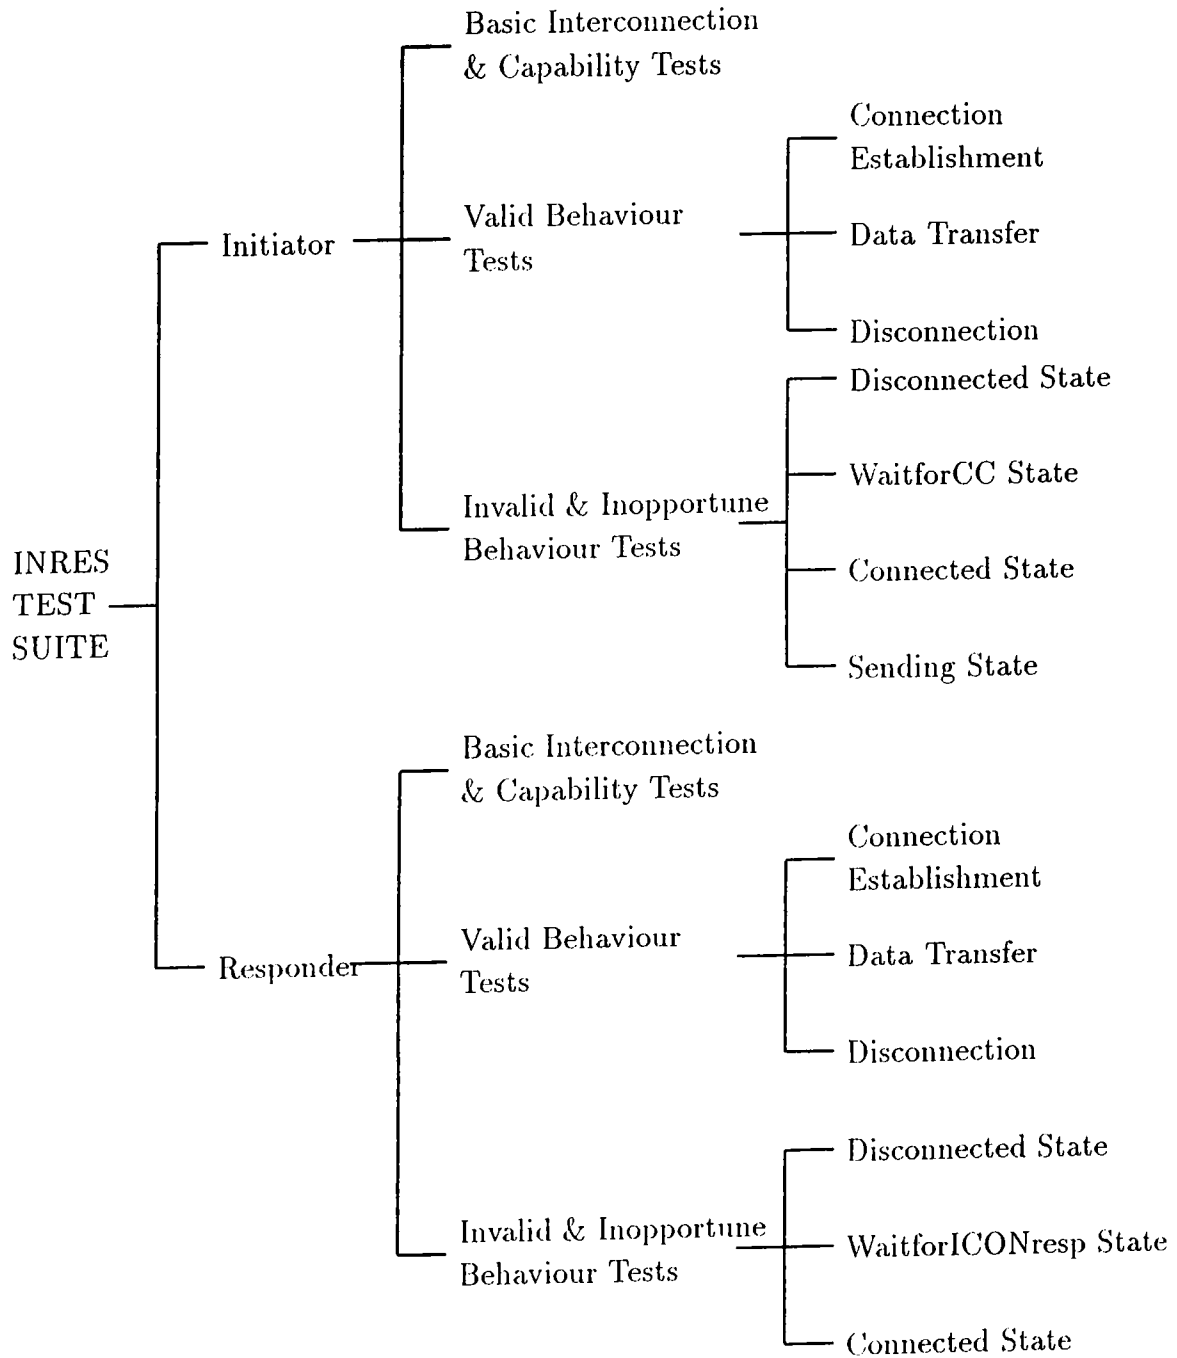 Basic Interconnection
& Capability Tests
Connection
Establishment
Valid Behaviour
Tests
Data Transfer
Initiator
Disconnection
Disconnected State
WaitforCC State
Invalid & Inopportune
Behaviour Tests
Connected State
INRES
TEST
SUITE
Sending State
Basic Interconnection
& Capability Tests
Connection
Establishment
Valid Behaviour
Tests
Data Transfer
Responder
Disconnection
Disconnected State
Invalid & Inopportune
Behaviour Tests
WaitforICONresp State
Connected State